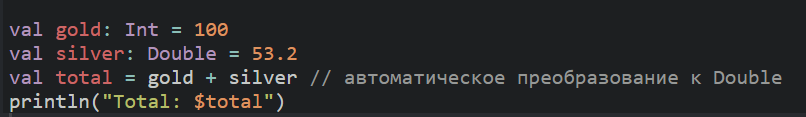 val gold: Int = 100
val silver: Double = 53.2
val total = gold + silver // автоматическое преобразование к Double
println("Total: $total")